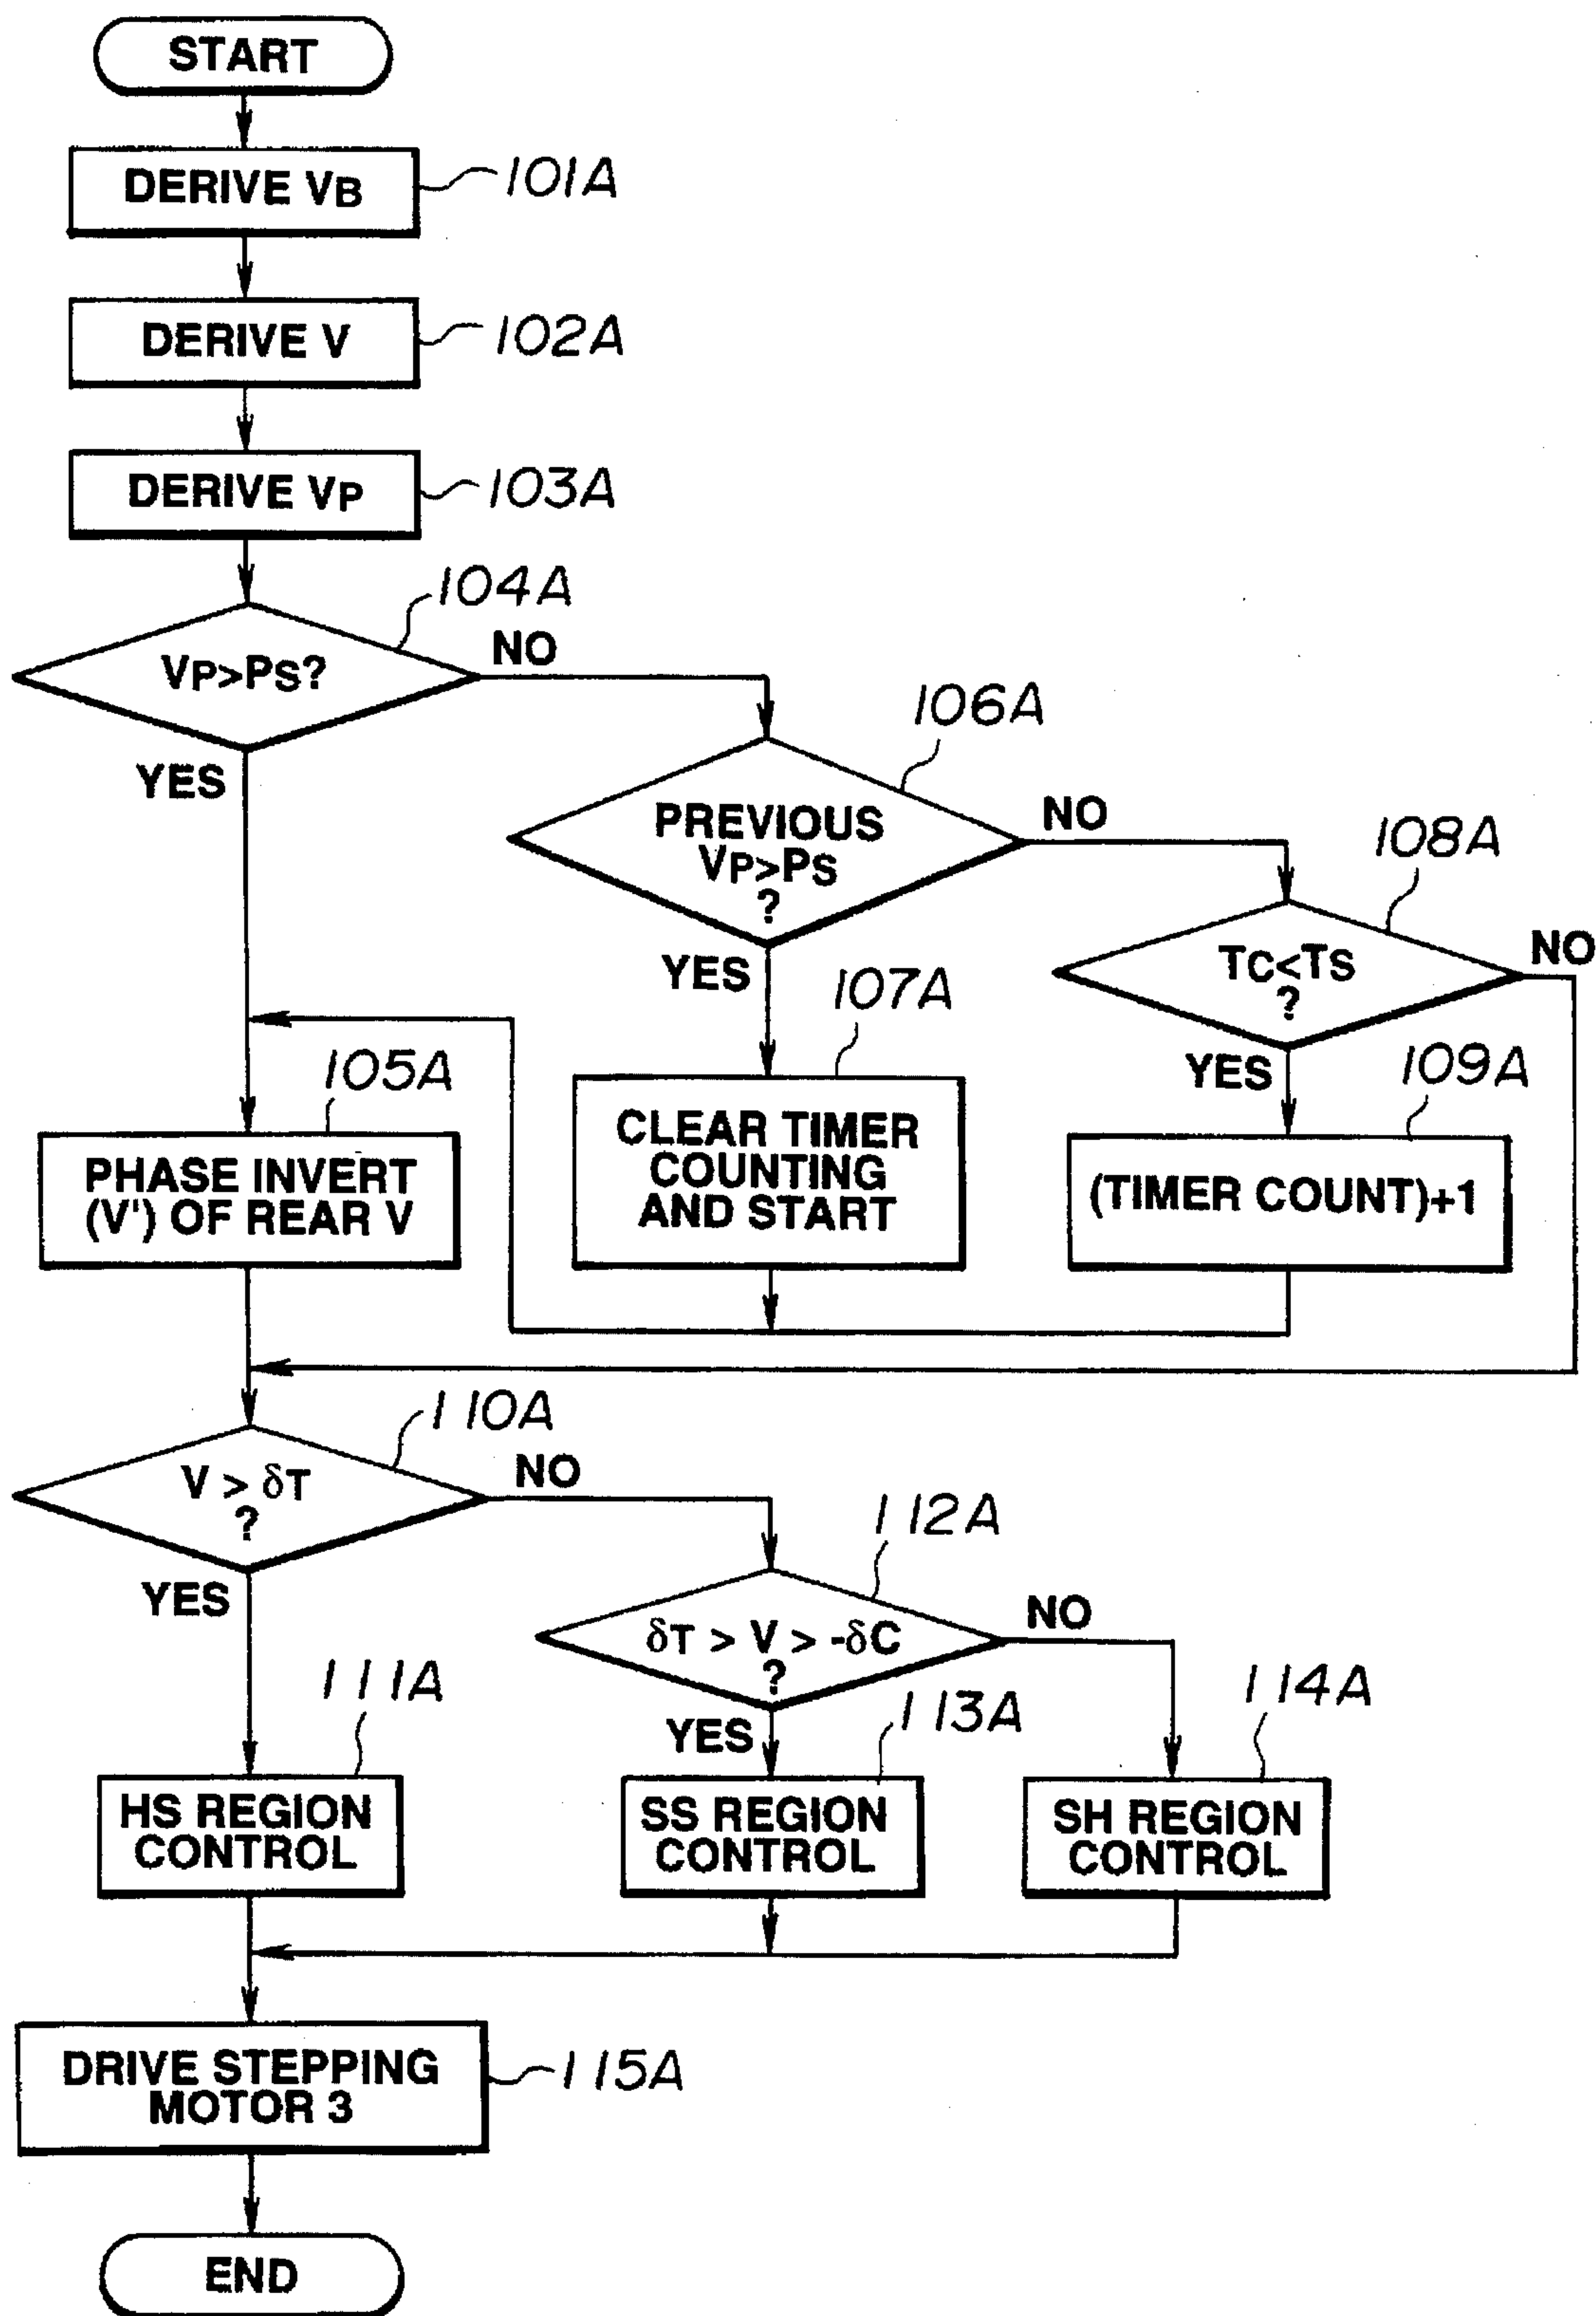 START
DERIVE VB
101A
DERIVE V
102A
DERIVE VP
103A
104A
VP>PS?
NO
YES
106A
PREVIOUS
VP>PS
?
NO
YES
108A
TC<TS
?
NO
YES
105A
PHASE INVERT
(V') OF REAR V
107A
CLEAR TIMER
COUNTING
AND START
109A
(TIMER COUNT)+1
110A
V > δT
?
NO
YES
112A
δT > V > -δC
?
NO
YES
111A
HS REGION
CONTROL
113A
SS REGION
CONTROL
114A
SH REGION
CONTROL
DRIVE STEPPING
MOTOR 3
115A
END